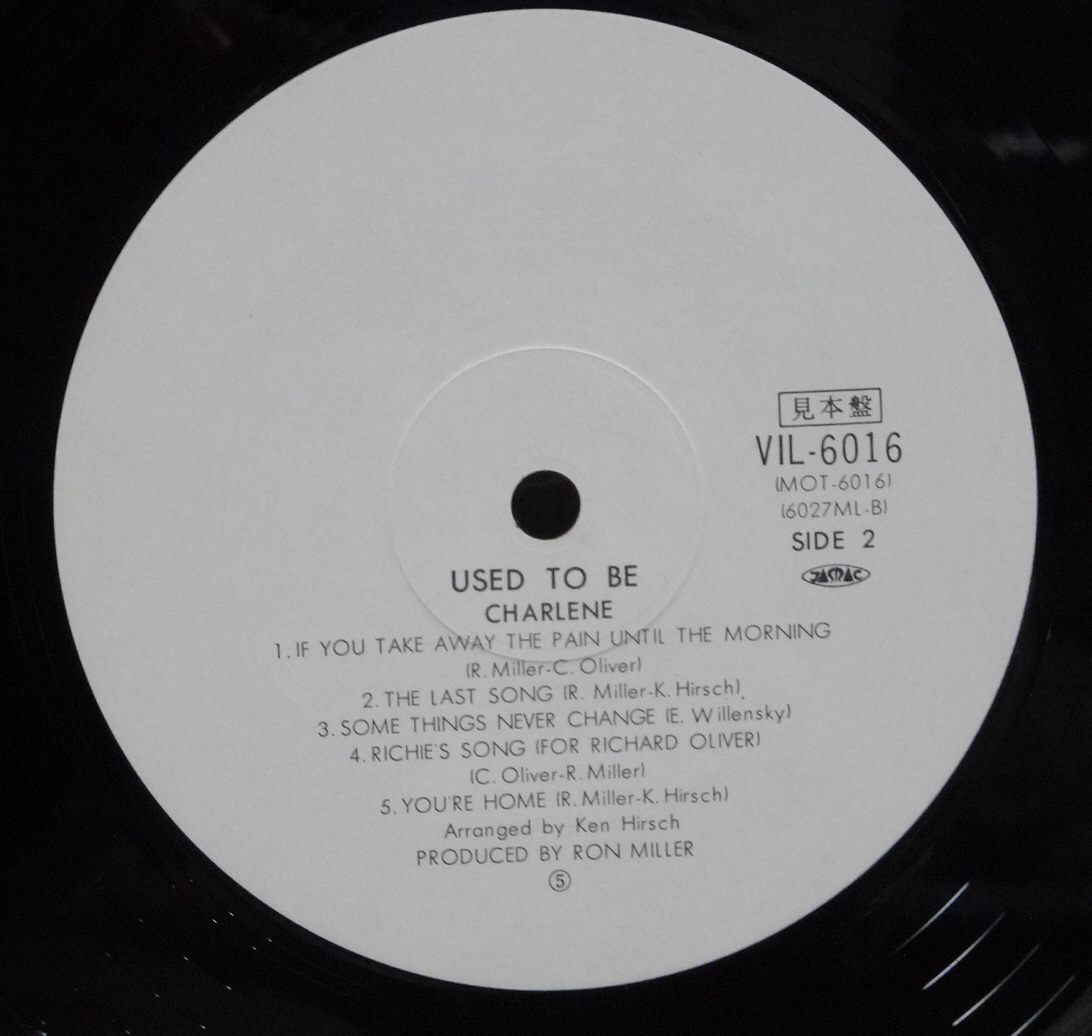 見本盤
VIL-6016
(MOT-6016)
(6027ML-B)
SIDE 2
JASRAC
USED TO BE
CHARLENE
1. IF YOU TAKE AWAY THE PAIN UNTIL THE MORNING
(R. Miller-C. Oliver)
2. THE LAST SONG (R. Miller-K. Hirsch)
3. SOME THINGS NEVER CHANGE (E. Willensky)
4. RICHIE'S SONG (FOR RICHARD OLIVER)
(C. Oliver-R. Miller)
5. YOU'RE HOME (R. Miller-K. Hirsch)
Arranged by Ken Hirsch
PRODUCED BY RON MILLER
⑤